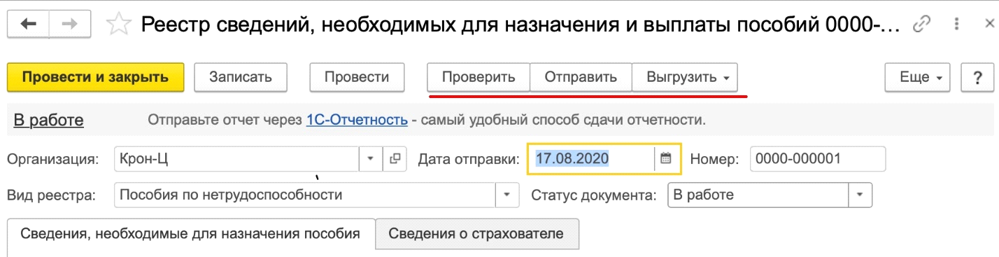 Реестр сведений, необходимых для назначения и выплаты пособий 0000-...
Провести и закрыть Записать Провести Проверить Отправить Выгрузить Еще ?
В работе Отправьте отчет через 1С-Отчетность - самый удобный способ сдачи отчетности.
Организация: Крон-Ц Дата отправки: 17.08.2020 Номер: 0000-000001
Вид реестра: Пособия по нетрудоспособности Статус документа: В работе
Сведения, необходимые для назначения пособия Сведения о страхователе